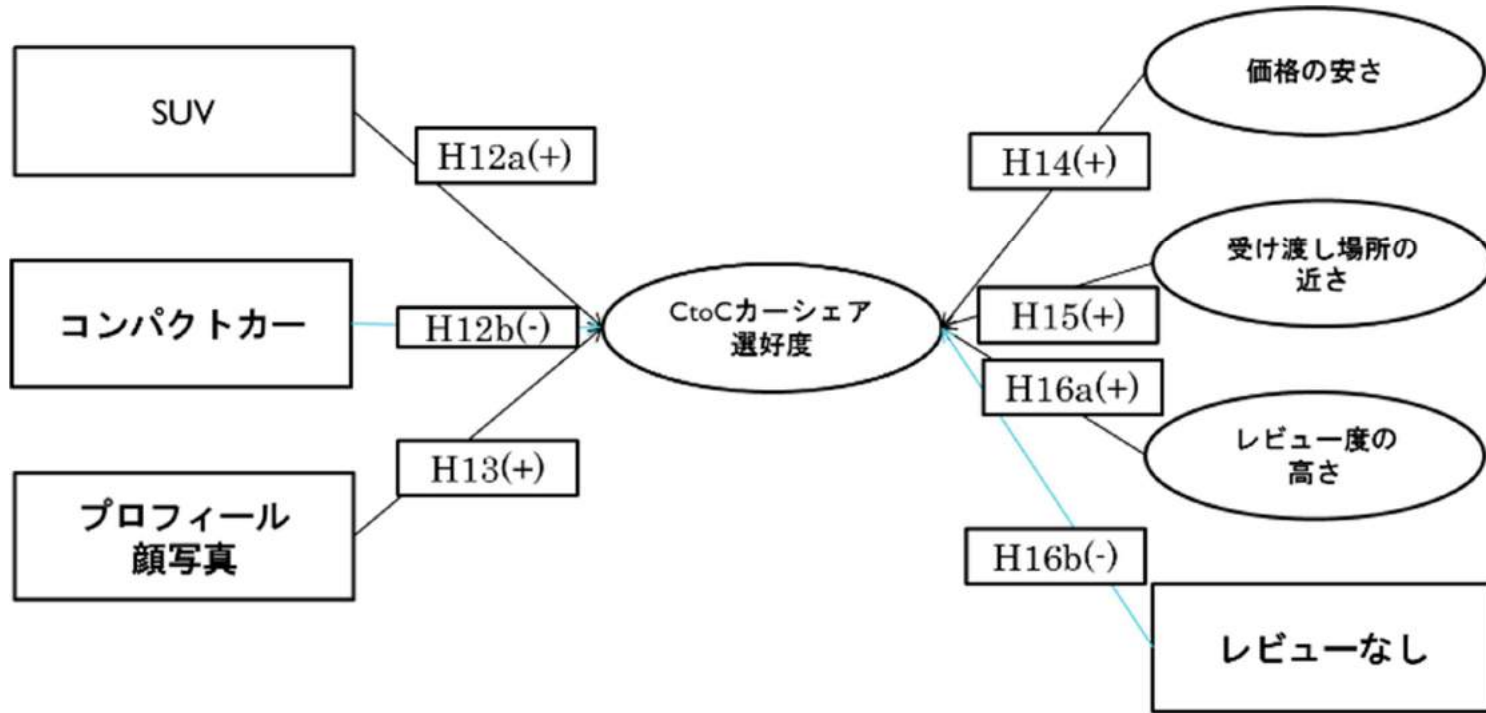 SUV
H12a(+)
コンパクトカー
H12b(-)
プロフィール
顔写真
H13(+)
CtoCカーシェア
選好度
価格の安さ
H14(+)
受け渡し場所の
近さ
H15(+)
レビュー度の
高さ
H16a(+)
H16b(-)
レビューなし